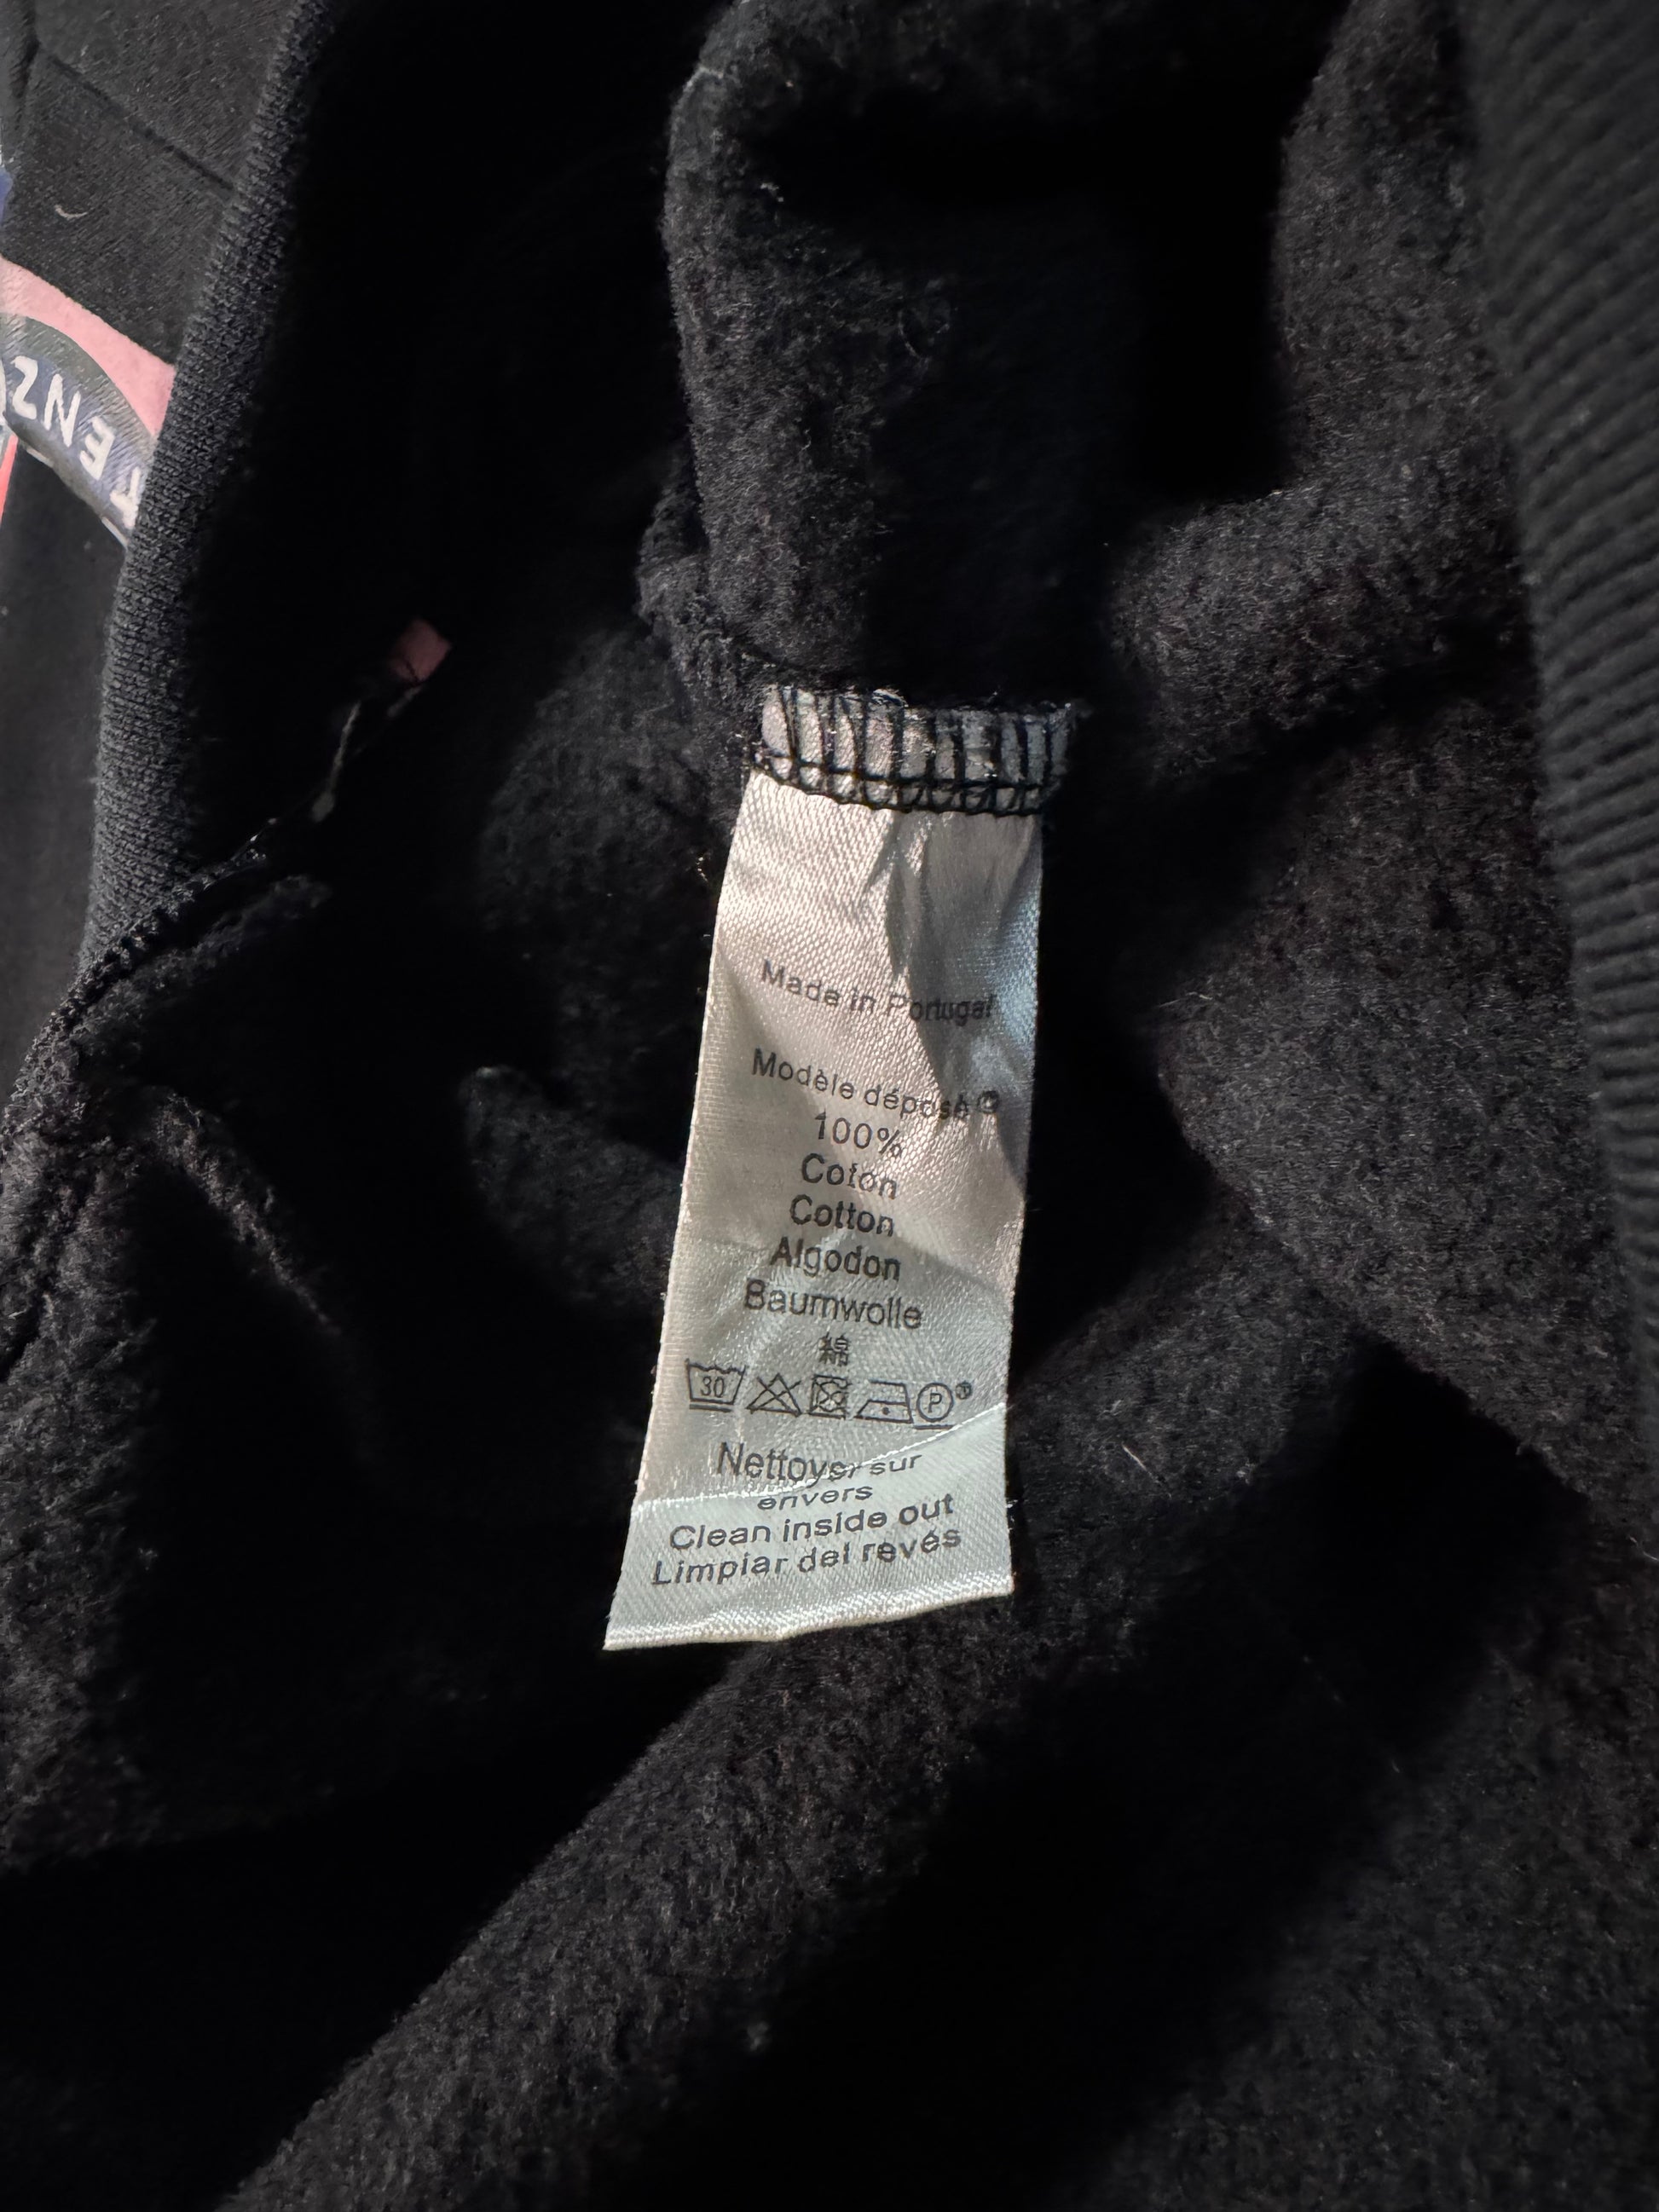 Made in Portugal
Modèle déposé ©
100%
Coton
Cotton
Algodon
Baumwolle
綿
30 P ®
Nettoyer sur
envers
Clean inside out
Limpiar del revés
ENZ